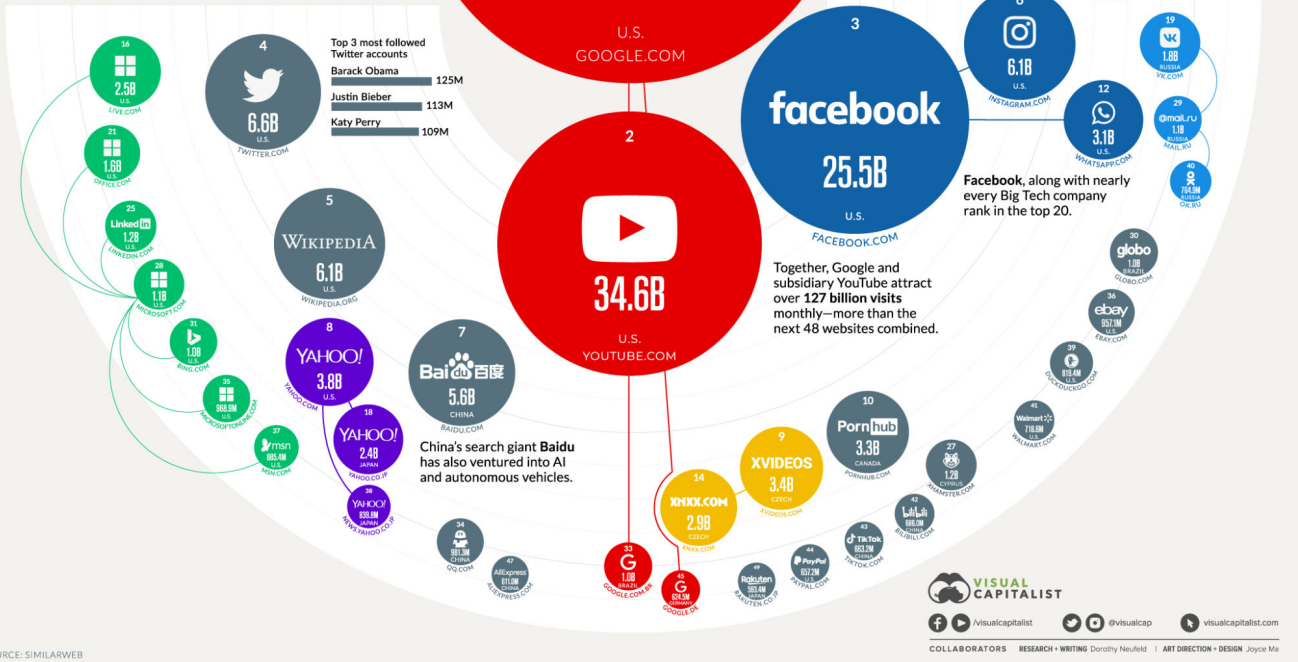 U.S.
GOOGLE.COM
2
34.6B
U.S.
YOUTUBE.COM
3
facebook
25.5B
U.S.
FACEBOOK.COM
6.1B
U.S.
INSTAGRAM.COM
12
3.1B
U.S.
WHATSAPP.COM
Facebook, along with nearly
every Big Tech company
rank in the top 20.
Together, Google and
subsidiary YouTube attract
over 127 billion visits
monthly—more than the
next 48 websites combined.
4
6.6B
U.S.
TWITTER.COM
Top 3 most followed
Twitter accounts
Barack Obama
125M
Justin Bieber
113M
Katy Perry
109M
5
WIKIPEDIA
6.1B
U.S.
WIKIPEDIA.ORG
7
Baidu百度
5.6B
CHINA
BAIDU.COM
China's search giant Baidu
has also ventured into AI
and autonomous vehicles.
8
YAHOO!
3.8B
U.S.
YAHOO.COM
18
YAHOO!
2.4B
JAPAN
YAHOO.CO.JP
38
YAHOO!
839.8M
JAPAN
NEWS.YAHOO.CO.JP
16
2.5B
U.S.
LIVE.COM
21
1.6B
U.S.
OFFICE.COM
25
Linked in
1.2B
U.S.
LINKEDIN.COM
28
1.1B
U.S.
MICROSOFT.COM
31
1.0B
U.S.
BING.COM
35
968.9M
U.S.
MICROSOFTONLINE.COM
37
msn
885.4M
U.S.
MSN.COM
34
981.3M
CHINA
QQ.COM
47
AliExpress
611.0M
CHINA
ALIEXPRESS.COM
33
G
1.0B
BRAZIL
GOOGLE.COM.BR
45
G
624.5M
GERMANY
GOOGLE.DE
14
XNXX.COM
2.9B
CZECH
XNXX.COM
9
XVIDEOS
3.4B
CZECH
XVIDEOS.COM
10
Pornhub
3.3B
CANADA
PORNHUB.COM
27
1.2B
CYPRUS
XHAMSTER.COM
42
bilibili
686.0M
CHINA
BILIBILI.COM
43
TikTok
663.2M
CHINA
TIKTOK.COM
44
PayPal
657.2M
U.S.
PAYPAL.COM
49
Rakuten
593.4M
JAPAN
RAKUTEN.CO.JP
19
1.8B
RUSSIA
VK.COM
29
@mail.ru
1.1B
RUSSIA
MAIL.RU
40
764.9M
RUSSIA
OK.RU
30
globo
1.0B
BRAZIL
GLOBO.COM
36
ebay
957.1M
U.S.
EBAY.COM
39
819.4M
U.S.
DUCKDUCKGO.COM
41
Walmart
718.6M
U.S.
WALMART.COM
VISUAL
CAPITALIST
/visualcapitalist @visualcap visualcapitalist.com
COLLABORATORS RESEARCH + WRITING Dorothy Neufeld | ART DIRECTION + DESIGN Joyce Ma
SIMILARWEB